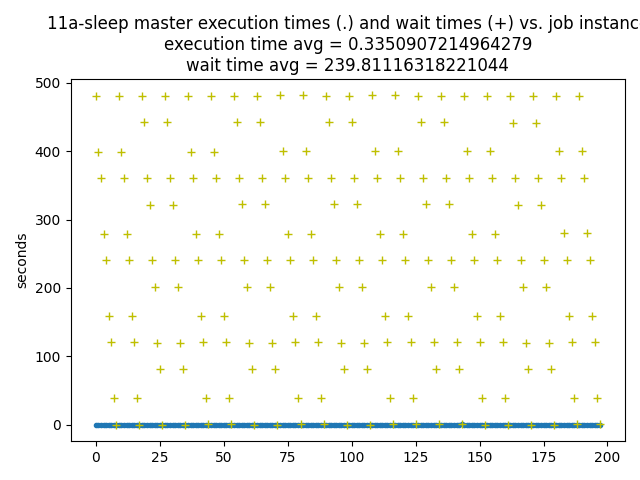 11a-sleep master execution times (.) and wait times (+) vs. job instanc
execution time avg = 0.3350907214964279
wait time avg = 239.81116318221044
500
400
300
200
100
0
seconds
0 25 50 75 100 125 150 175 200